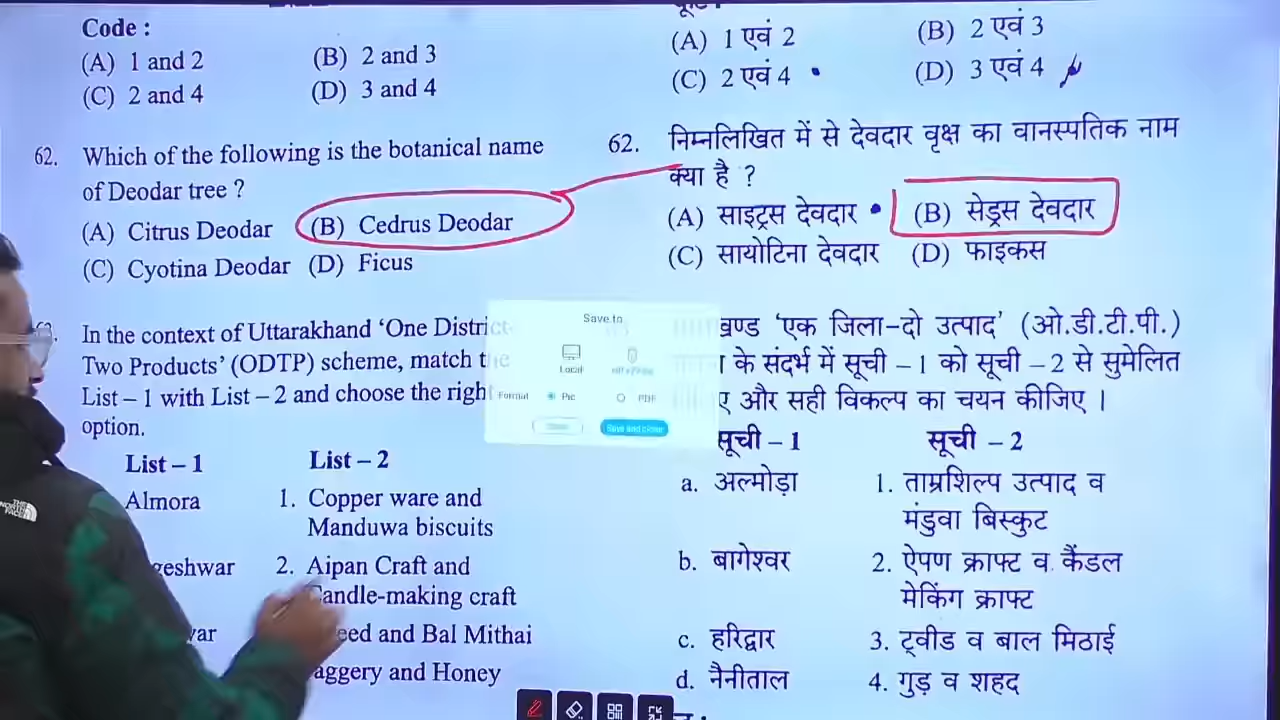 Code :
(A) 1 and 2 (B) 2 and 3
(C) 2 and 4 (D) 3 and 4
62. Which of the following is the botanical name
of Deodar tree ?
(A) Citrus Deodar (B) Cedrus Deodar
(C) Cyotina Deodar (D) Ficus
In the context of Uttarakhand ‘One District-
Two Products’ (ODTP) scheme, match the
List – 1 with List – 2 and choose the right
option.
List – 1 List – 2
Almora 1. Copper ware and
Manduwa biscuits
geshwar 2. Aipan Craft and
Candle-making craft
war eed and Bal Mithai
aggery and Honey
(A) 1 एवं 2 (B) 2 एवं 3
(C) 2 एवं 4 (D) 3 एवं 4
62. निम्नलिखित में से देवदार वृक्ष का वानस्पतिक नाम
क्या है ?
(A) साइट्रस देवदार (B) सेड्रस देवदार
(C) सायोटिना देवदार (D) फाइकस
खण्ड ‘एक जिला-दो उत्पाद’ (ओ.डी.टी.पी.)
के संदर्भ में सूची – 1 को सूची – 2 से सुमेलित
ए और सही विकल्प का चयन कीजिए ।
सूची – 1 सूची – 2
a. अल्मोड़ा 1. ताम्रशिल्प उत्पाद व
मंडुवा बिस्कुट
b. बागेश्वर 2. ऐपण क्राफ्ट व कैंडल
मेकिंग क्राफ्ट
c. हरिद्वार 3. ट्वीड व बाल मिठाई
d. नैनीताल 4. गुड़ व शहद
Save to
Local
Format Pic PDF
Save and close
THE NORTH FACE